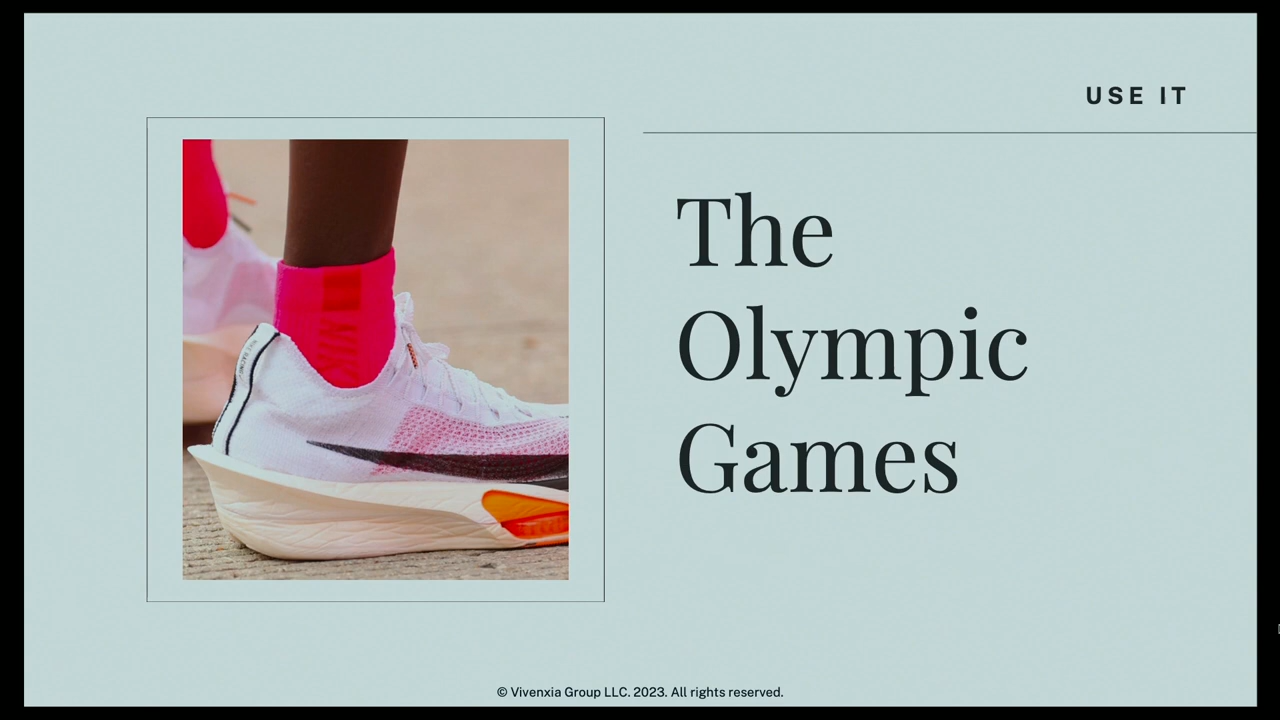 USE IT
The
Olympic
Games
© Vivenxia Group LLC. 2023. All rights reserved.